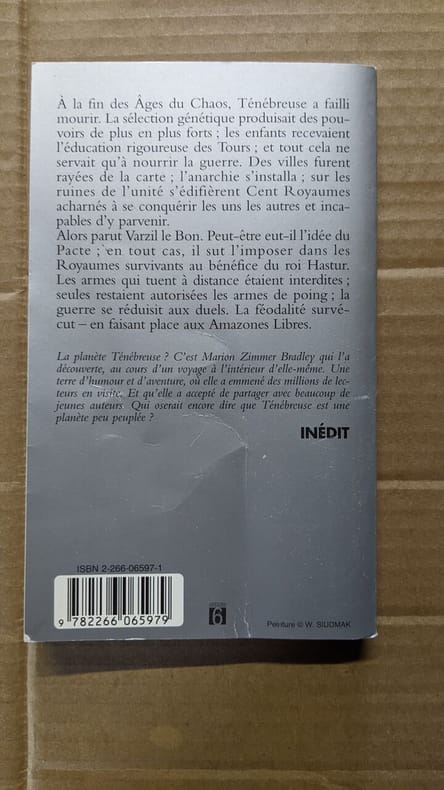 À la fin des Âges du Chaos, Ténébreuse a failli
mourir. La sélection génétique produisait des pou-
voirs de plus en plus forts ; les enfants recevaient
l'éducation rigoureuse des Tours ; et tout cela ne
servait qu'à nourrir la guerre. Des villes furent
rayées de la carte ; l'anarchie s'installa ; sur les
ruines de l'unité s'édifièrent Cent Royaumes
acharnés à se conquérir les uns les autres et inca-
pables d'y parvenir.
Alors parut Varzil le Bon. Peut-être eut-il l'idée du
Pacte ; en tout cas, il sut l'imposer dans les
Royaumes survivants au bénéfice du roi Hastur.
Les armes qui tuent à distance étaient interdites ;
seules restaient autorisées les armes de poing ; la
guerre se réduisit aux duels. La féodalité survé-
cut – en faisant place aux Amazones Libres.
La planète Ténébreuse ? C'est Marion Zimmer Bradley qui l'a
découverte, au cours d'un voyage à l'intérieur d'elle-même. Une
terre d'humour et d'aventure, où elle a emmené des millions de lec-
teurs en visite. Et qu'elle a accepté de partager avec beaucoup de
jeunes auteurs. Qui oserait encore dire que Ténébreuse est une
planète peu peuplée ?
INÉDIT
ISBN 2-266-06597-1
9 782266 065979
6
Peinture © W. SIUDMAK